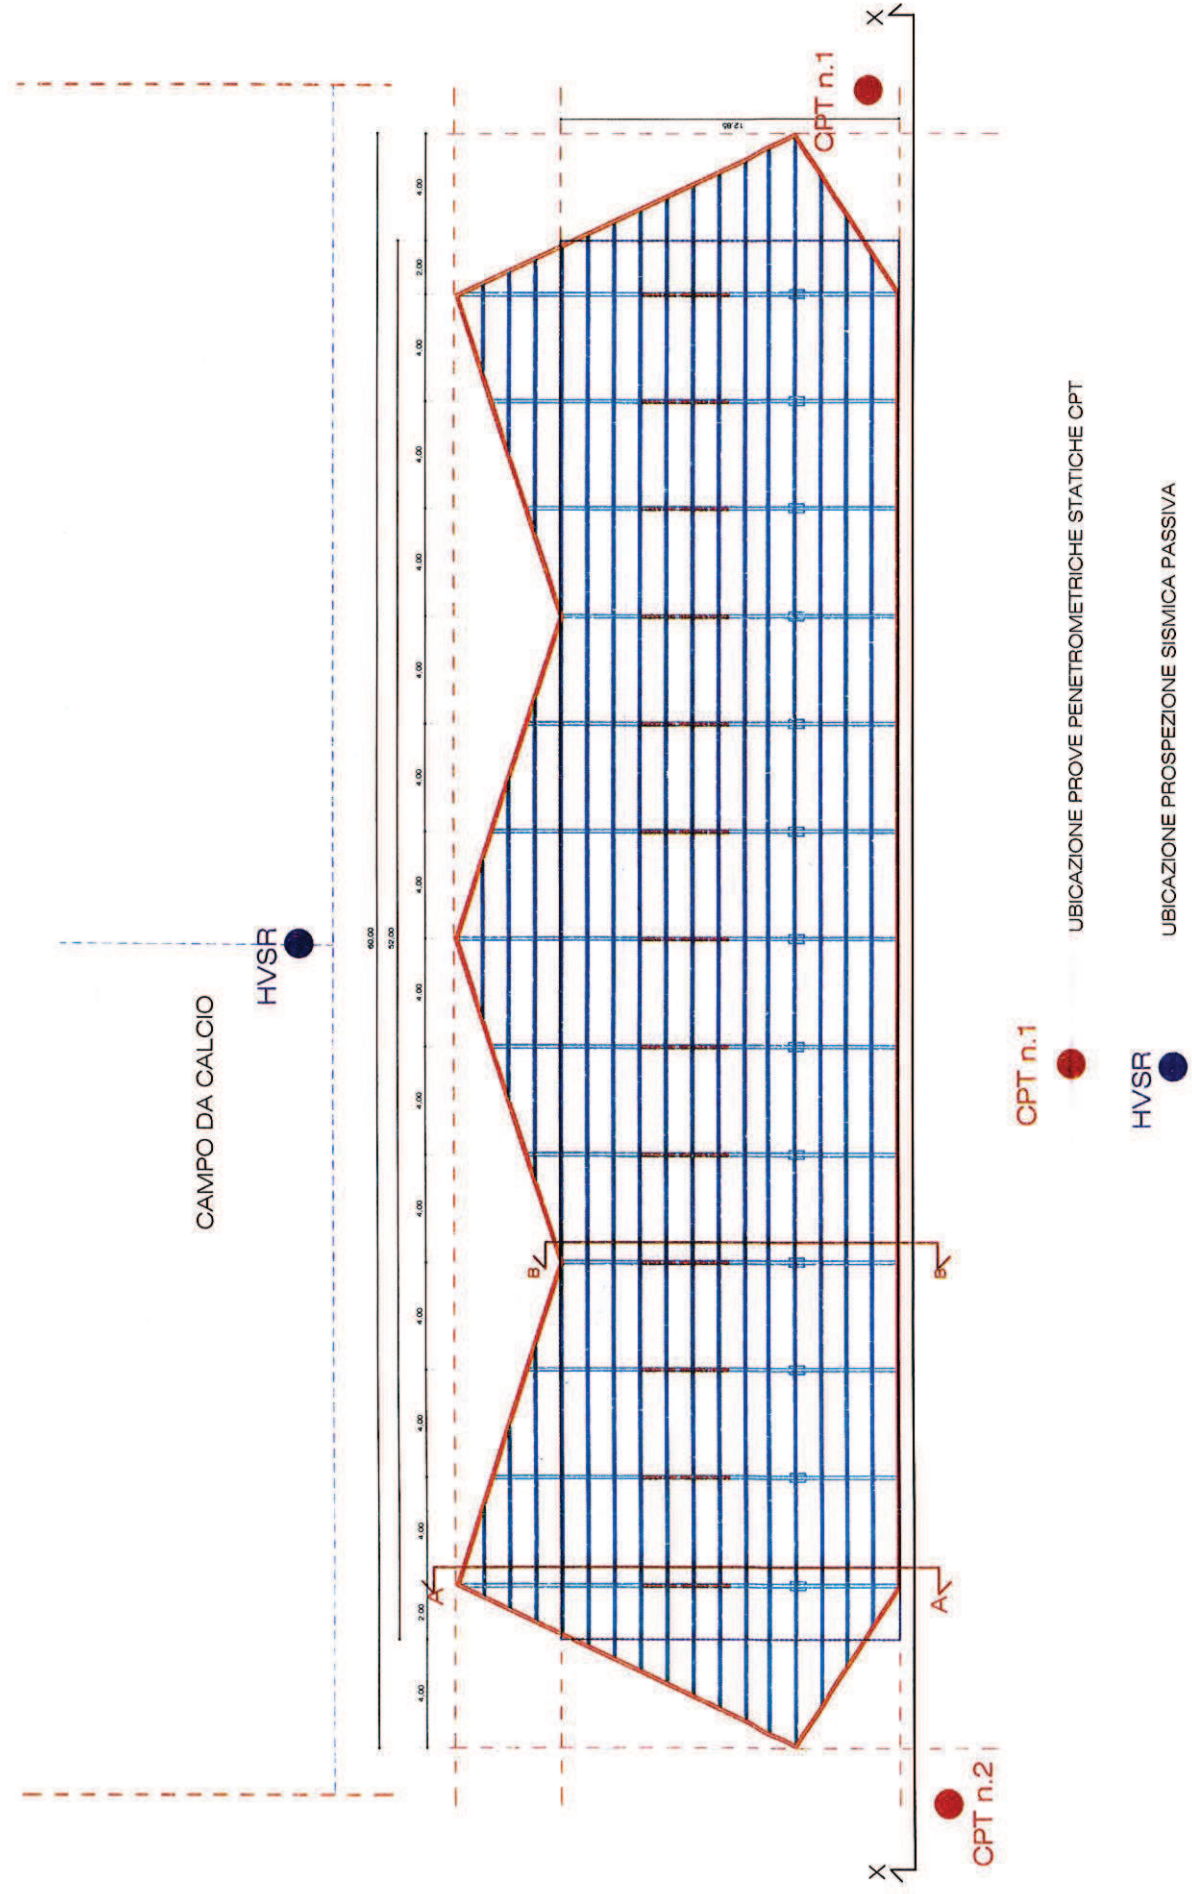 X
CPT n.1
12.85
4.00
2.00
4.00
4.00
4.00
4.00
4.00
4.00
60.00
52.00
4.00
4.00
4.00
4.00
4.00
4.00
2.00
4.00
HVSR
CAMPO DA CALCIO
B
B
A
A
CPT n.2
X
CPT n.1
UBICAZIONE PROVE PENETROMETRICHE STATICHE CPT
HVSR
UBICAZIONE PROSPEZIONE SISMICA PASSIVA